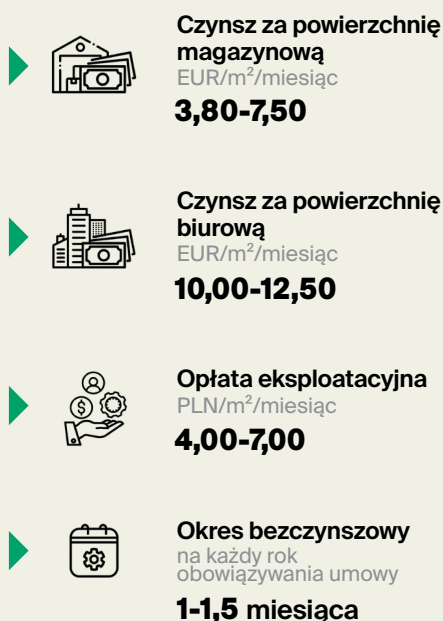 Czynsz za powierzchnię
magazynową
EUR/m²/miesiąc
3,80-7,50
Czynsz za powierzchnię
biurową
EUR/m²/miesiąc
10,00-12,50
Opłata eksploatacyjna
PLN/m²/miesiąc
4,00-7,00
Okres bezczynszowy
na każdy rok
obowiązywania umowy
1-1,5 miesiąca